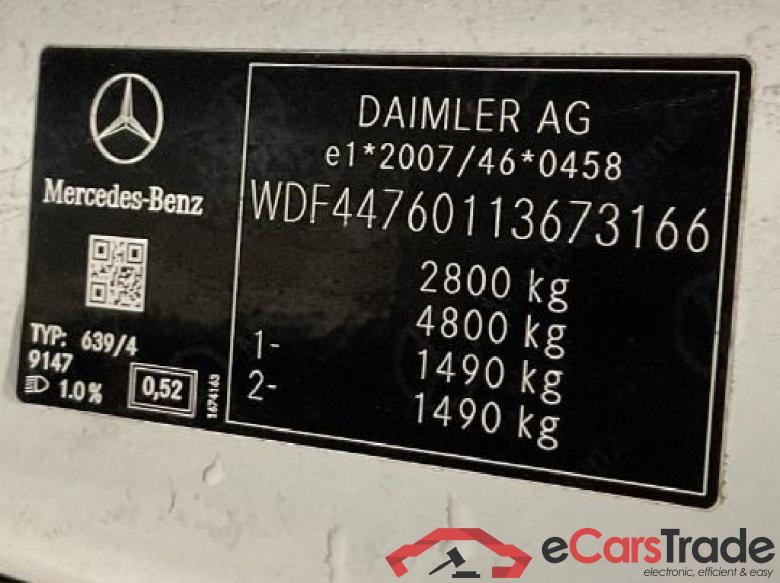 Mercedes-Benz
TYP: 639/4
9147
1.0%
0,52
1674163
DAIMLER AG
e1*2007/46*0458
WDF44760113673166
2800 kg
4800 kg
1- 1490 kg
2- 1490 kg
eCarsTrade
electronic, efficient & easy